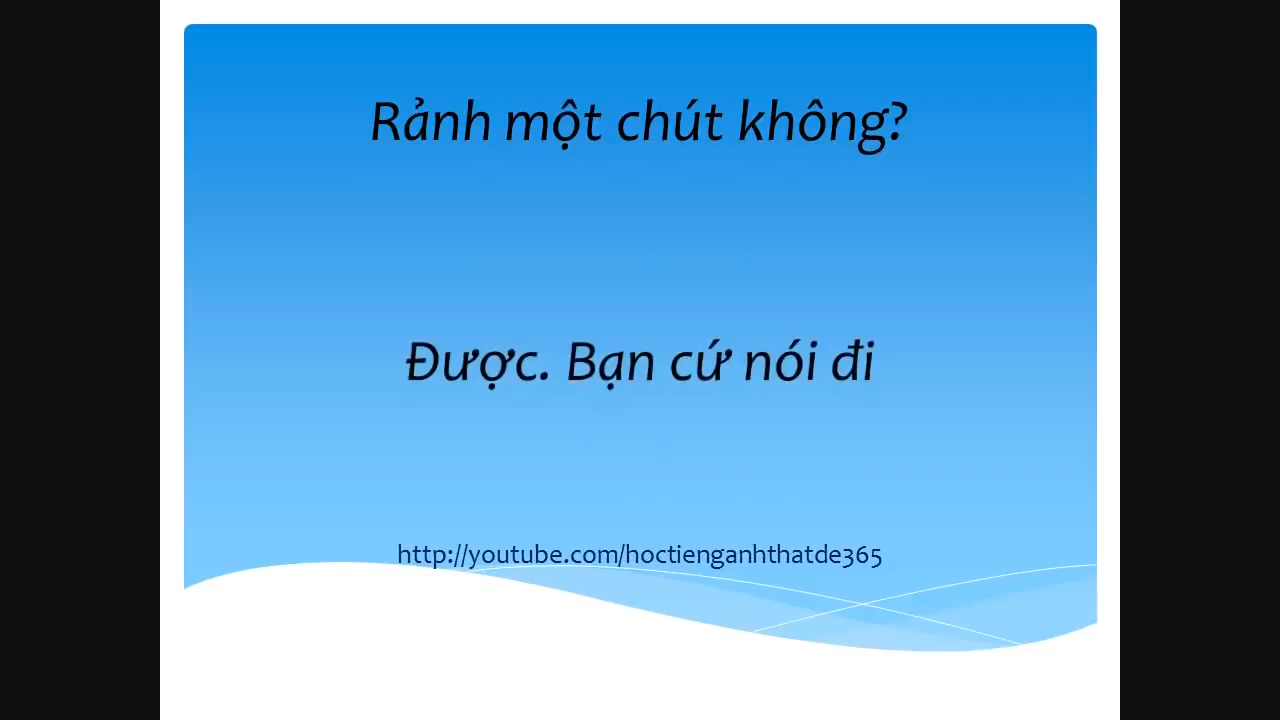 Rảnh một chút không?
Được. Bạn cứ nói đi
http://youtube.com/hoctienganhthatde365